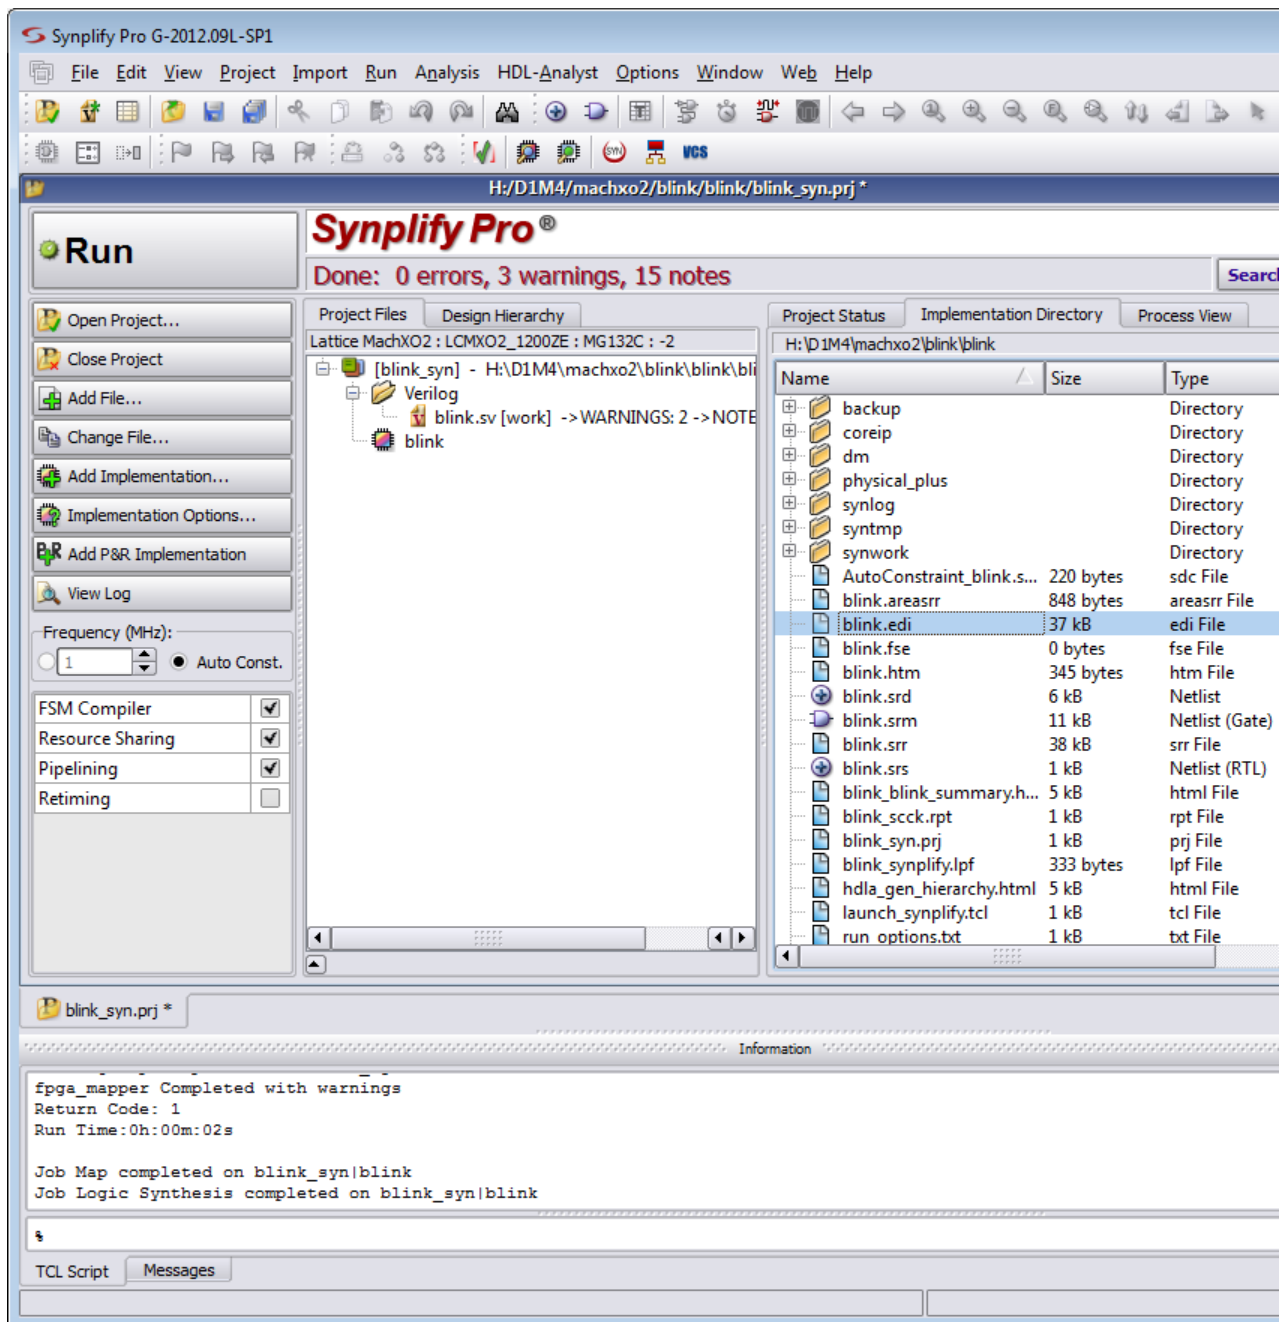 Synplify Pro G-2012.09L-SP1
File Edit View Project Import Run Analysis HDL-Analyst Options Window Web Help
SYN VCS
H:/D1M4/machxo2/blink/blink/blink_syn.prj *
Run
Synplify Pro®
Done: 0 errors, 3 warnings, 15 notes
Search
Open Project...
Close Project
Add File...
Change File...
Add Implementation...
Implementation Options...
Add P&R Implementation
View Log
Frequency (MHz):
1 Auto Const.
FSM Compiler
Resource Sharing
Pipelining
Retiming
Project Files Design Hierarchy
Lattice MachXO2 : LCMXO2_1200ZE : MG132C : -2
[blink_syn] - H:\D1M4\machxo2\blink\blink\bli
Verilog
blink.sv [work] ->WARNINGS: 2 ->NOTE
blink
Project Status Implementation Directory Process View
H:\D1M4\machxo2\blink\blink
Name Size Type
backup Directory
coreip Directory
dm Directory
physical_plus Directory
synlog Directory
syntmp Directory
synwork Directory
AutoConstraint_blink.s... 220 bytes sdc File
blink.areasrr 848 bytes areasrr File
blink.edi 37 kB edi File
blink.fse 0 bytes fse File
blink.htm 345 bytes htm File
blink.srd 6 kB Netlist
blink.srm 11 kB Netlist (Gate)
blink.srr 38 kB srr File
blink.srs 1 kB Netlist (RTL)
blink_blink_summary.h... 5 kB html File
blink_scck.rpt 1 kB rpt File
blink_syn.prj 1 kB prj File
blink_synplify.lpf 333 bytes lpf File
hdla_gen_hierarchy.html 5 kB html File
launch_synplify.tcl 1 kB tcl File
run_options.txt 1 kB txt File
blink_syn.prj *
Information
fpga_mapper Completed with warnings
Return Code: 1
Run Time:0h:00m:02s
Job Map completed on blink_syn|blink
Job Logic Synthesis completed on blink_syn|blink
%
TCL Script Messages